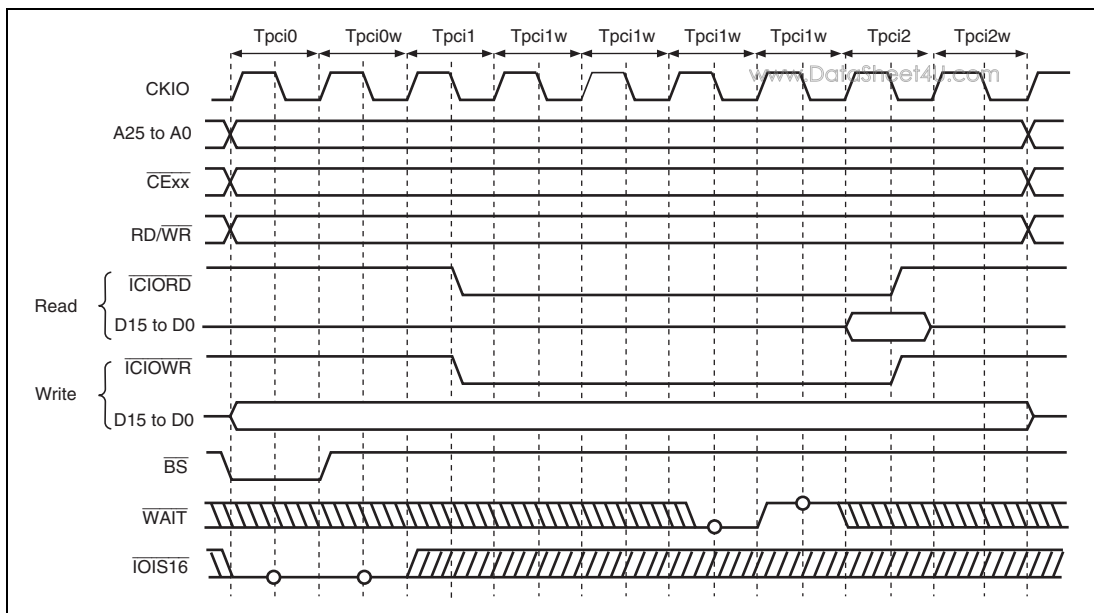 Tpci0 Tpci0w Tpci1 Tpci1w Tpci1w Tpci1w Tpci1w Tpci2 Tpci2w
www.DataSheet4U.com
CKIO
A25 to A0
CExx
RD/WR
Read
ICIORD
D15 to D0
Write
ICIOWR
D15 to D0
BS
WAIT
IOIS16